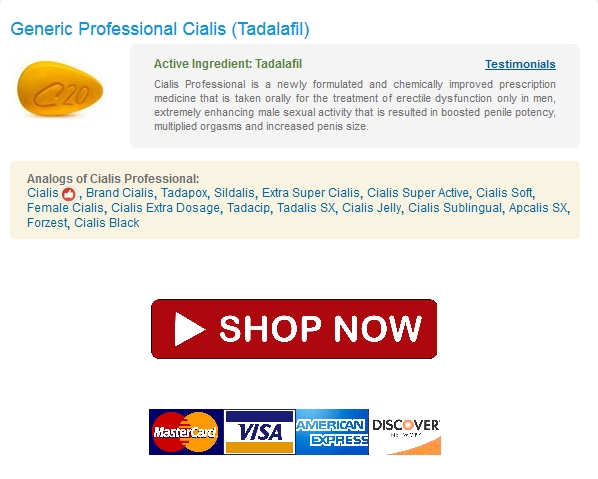 Generic Professional Cialis (Tadalafil)
Active Ingredient: Tadalafil
Testimonials
Cialis Professional is a newly formulated and chemically improved prescription
medicine that is taken orally for the treatment of erectile dysfunction only in men,
extremely enhancing male sexual activity that is resulted in boosted penile potency,
multiplied orgasms and increased penis size.
C20
Analogs of Cialis Professional:
Cialis , Brand Cialis, Tadapox, Sildalis, Extra Super Cialis, Cialis Super Active, Cialis Soft,
Female Cialis, Cialis Extra Dosage, Tadacip, Tadalis SX, Cialis Jelly, Cialis Sublingual, Apcalis SX,
Forzest, Cialis Black
SHOP NOW
MasterCard
VISA
AMERICAN
EXPRESS
DISCOVER
NETWORK